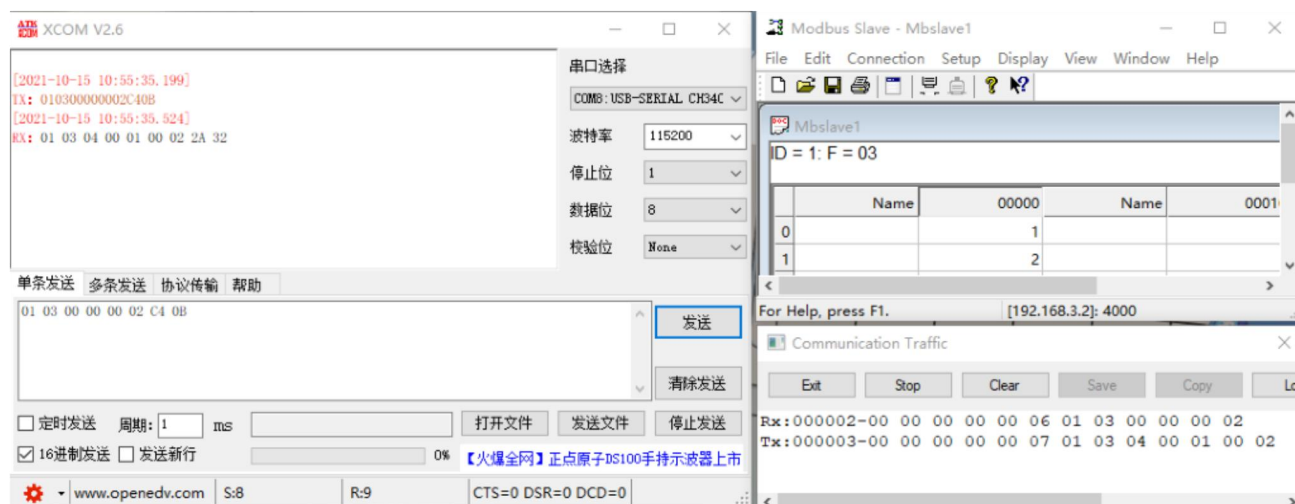 XCOM V2.6
[2021-10-15 10:55:35.199]
TX: 010300000002C40B
[2021-10-15 10:55:35.524]
RX: 01 03 04 00 01 00 02 2A 32
串口选择
COM8:USB-SERIAL CH34C
波特率 115200
停止位 1
数据位 8
校验位 None
单条发送 多条发送 协议传输 帮助
01 03 00 00 00 02 C4 0B
发送
清除发送
定时发送 周期: 1 ms 打开文件 发送文件 停止发送
16进制发送 发送新行 0% 【火爆全网】正点原子DS100手持示波器上市
www.openedv.com S:8 R:9 CTS=0 DSR=0 DCD=0
Modbus Slave - Mbslave1
File Edit Connection Setup Display View Window Help
Mbslave1
ID = 1: F = 03
Name 00000 Name 0001
0 1
1 2
For Help, press F1. [192.168.3.2]: 4000
Communication Traffic
Exit Stop Clear Save Copy Lo
Rx:000002-00 00 00 00 00 06 01 03 00 00 00 02
Tx:000003-00 00 00 00 00 07 01 03 04 00 01 00 02